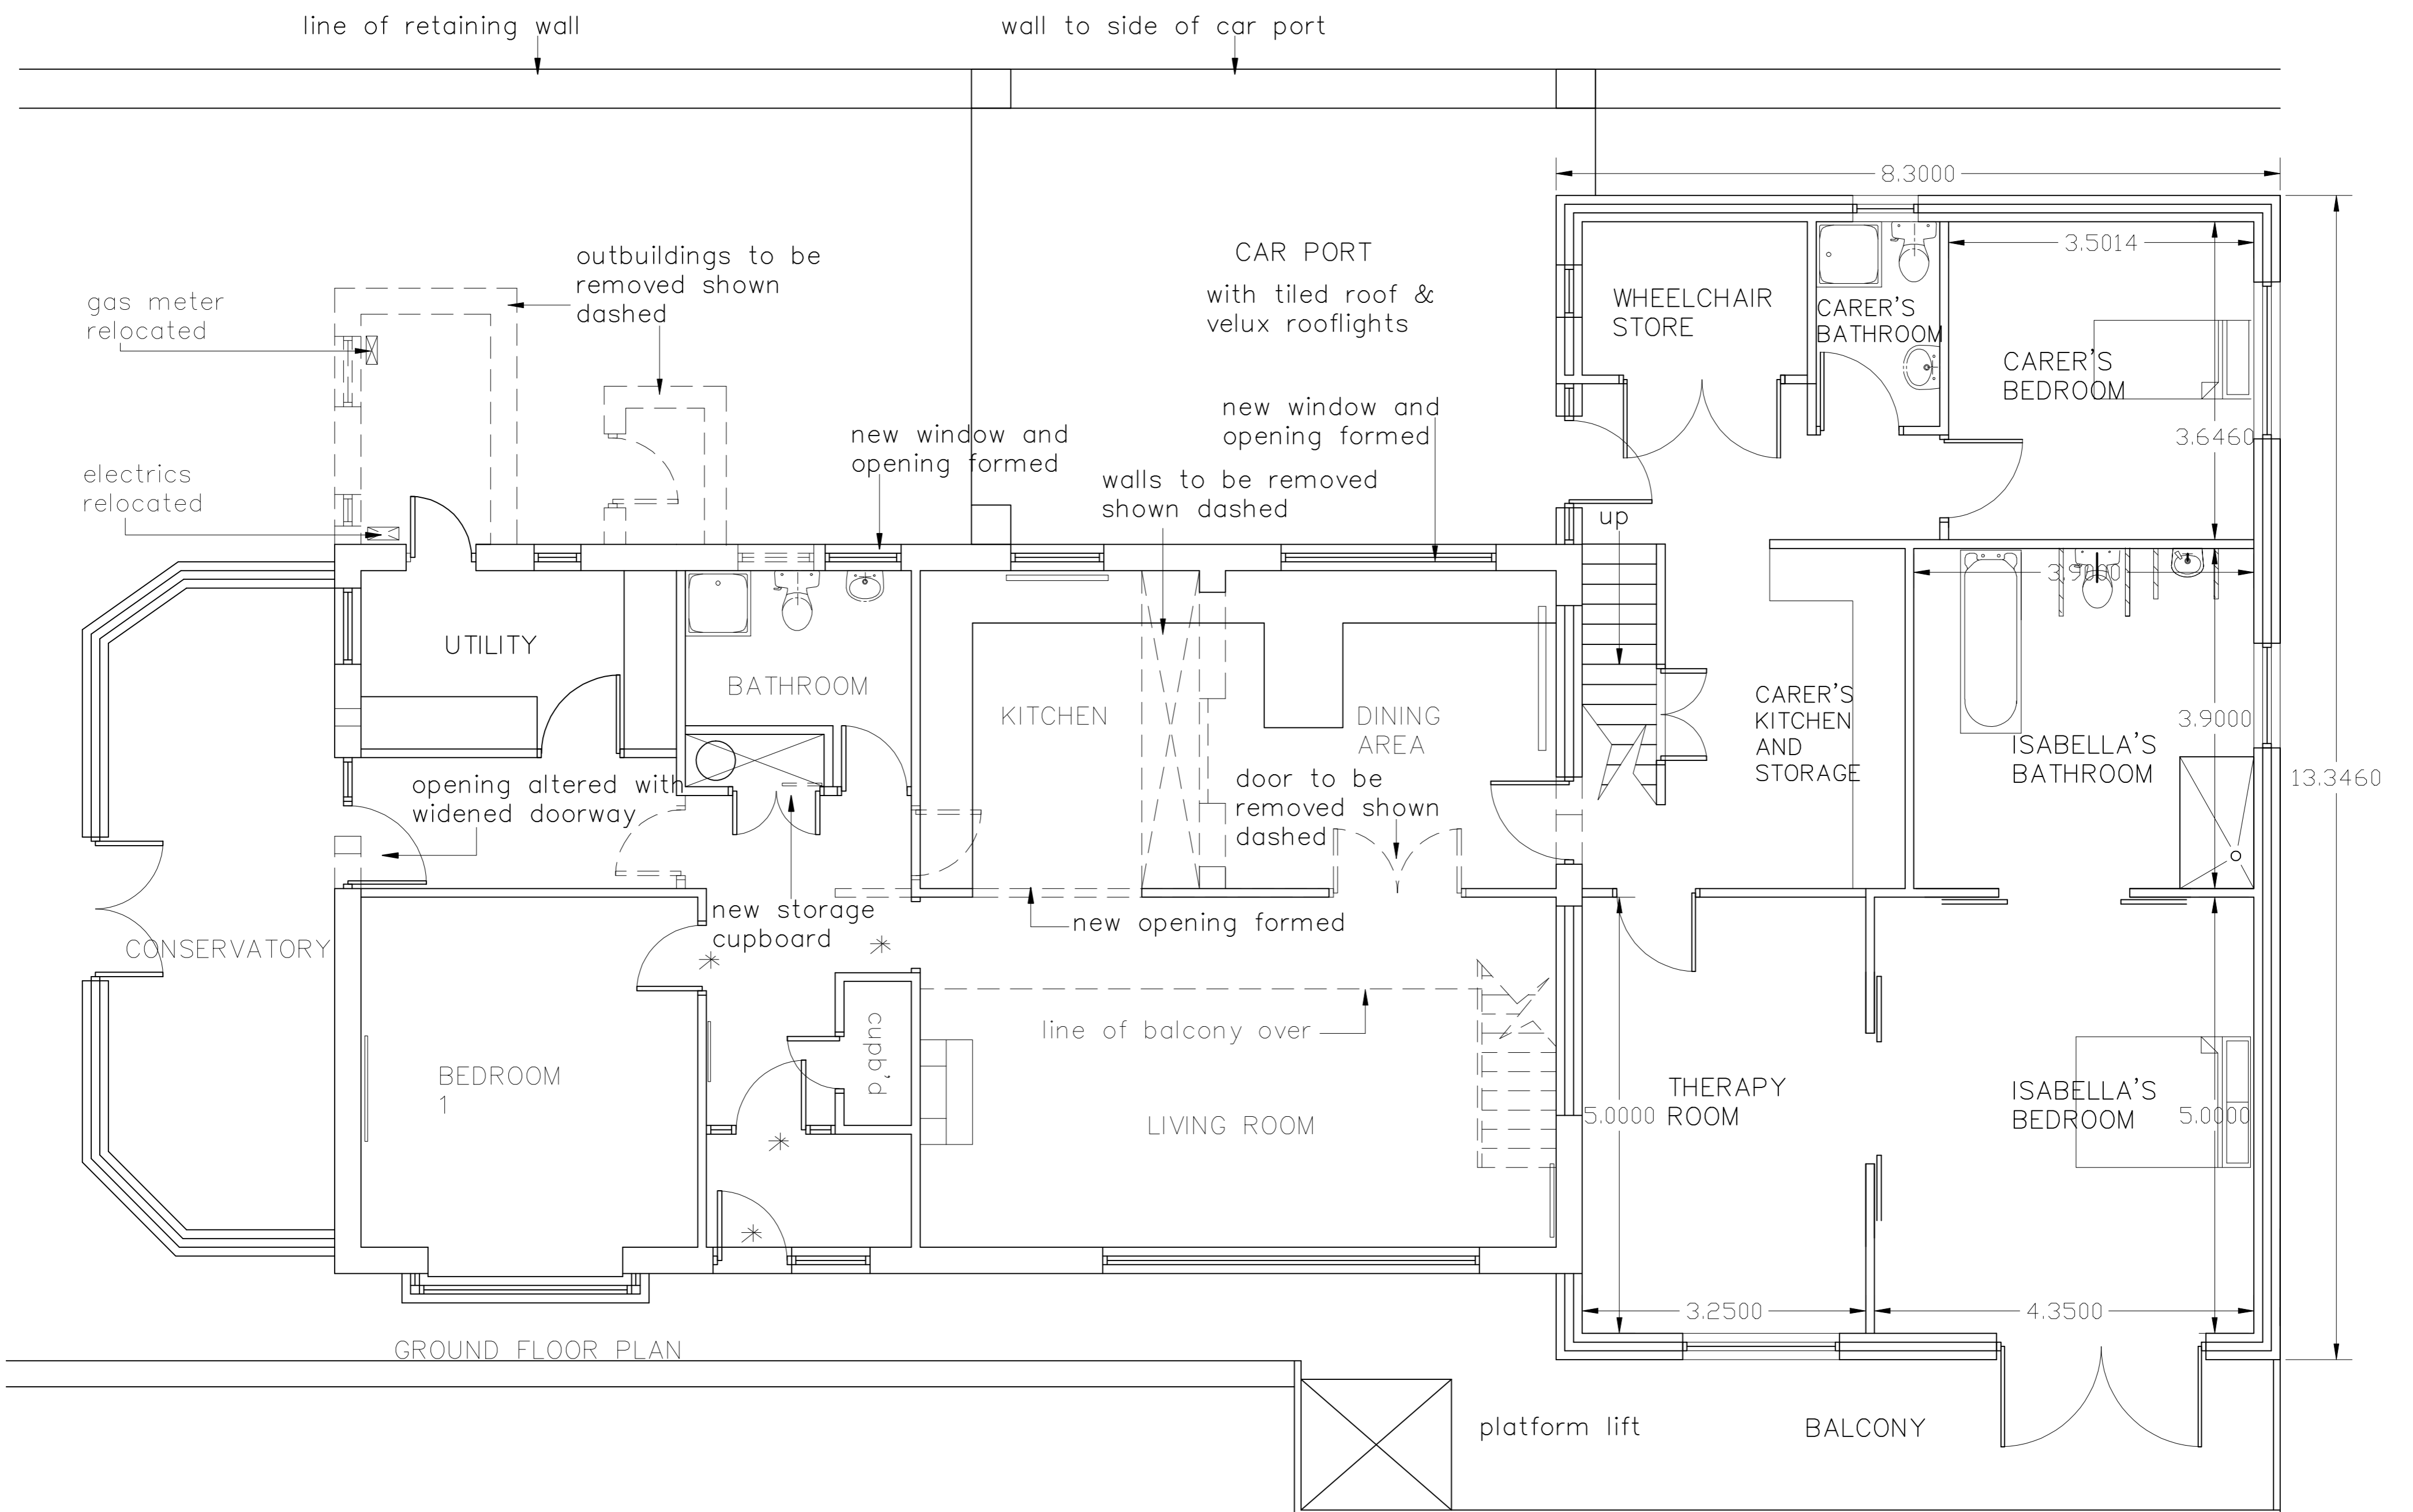 line of retaining wall
wall to side of car port
8.3000
3.5014
outbuildings to be
removed shown
dashed
CAR PORT
with tiled roof &
velux rooflights
gas meter
relocated
WHEELCHAIR
STORE
CARER'S
BATHROOM
CARER'S
BEDROOM
3.6460
new window and
opening formed
new window and
opening formed
electrics
relocated
walls to be removed
shown dashed
up
3.9000
UTILITY
BATHROOM
KITCHEN
DINING
AREA
CARER'S
KITCHEN
AND
STORAGE
3.9000
ISABELLA'S
BATHROOM
13.3460
opening altered with
widened doorway
door to be
removed shown
dashed
new storage
cupboard
new opening formed
CONSERVATORY
line of balcony over
cupb'd
BEDROOM
1
LIVING ROOM
THERAPY
ROOM
5.0000
ISABELLA'S
BEDROOM
5.0000
3.2500
4.3500
GROUND FLOOR PLAN
platform lift
BALCONY